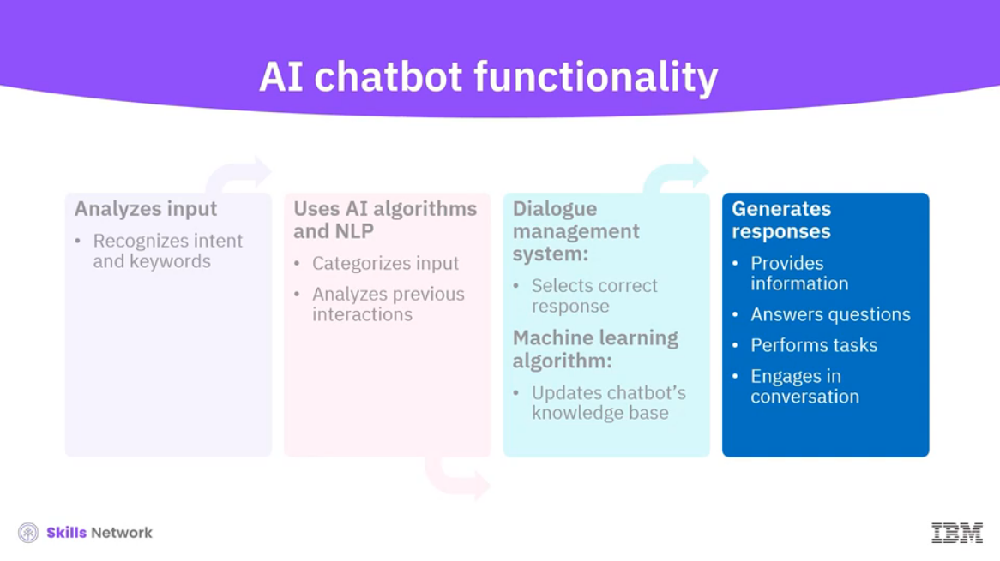 AI chatbot functionality
Analyzes input
• Recognizes intent
and keywords
Uses AI algorithms
and NLP
• Categorizes input
• Analyzes previous
interactions
Dialogue
management
system:
• Selects correct
response
Machine learning
algorithm:
• Updates chatbot’s
knowledge base
Generates
responses
• Provides
information
• Answers questions
• Performs tasks
• Engages in
conversation
Skills Network
IBM